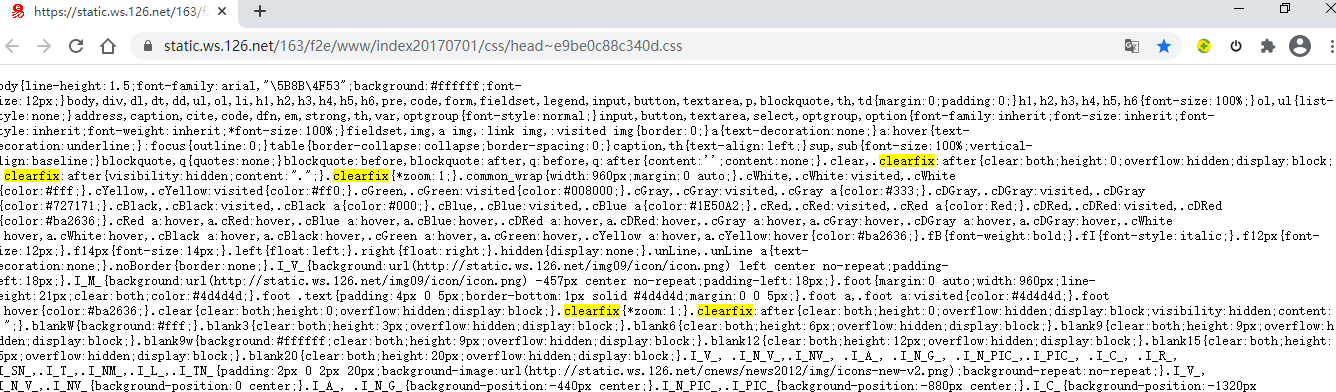 https://static.ws.126.net/163/f2
static.ws.126.net/163/f2e/www/index20170701/css/head~e9be0c88c340d.css
ody{line-height:1.5;font-family:arial,"\5B8B\4F53";background:#ffffff;font-
ize:12px;}body,div,dl,dt,dd,ul,ol,li,h1,h2,h3,h4,h5,h6,pre,code,form,fieldset,legend,input,button,textarea,p,blockquote,th,td{margin:0;padding:0;}h1,h2,h3,h4,h5,h6{font-size:100%;}ol,ul{list-
tyle:none;}address,caption,cite,code,dfn,em,strong,th,var,optgroup{font-style:normal;}input,button,textarea,select,optgroup,option{font-family:inherit;font-size:inherit;font-
tyle:inherit;font-weight:inherit;*font-size:100%;}fieldset,img,a img,:link img,:visited img{border:0;}a{text-decoration:none;}a:hover{text-
ecoration:underline;}:focus{outline:0;}table{border-collapse:collapse;border-spacing:0;}caption,th{text-align:left;}sup,sub{font-size:100%;vertical-
lign:baseline;}blockquote,q{quotes:none;}blockquote:before,blockquote:after,q:before,q:after{content:'';content:none;}.clear,.clearfix:after{clear:both;height:0;overflow:hidden;display:block;
clearfix:after{visibility:hidden;content:".";}.clearfix{*zoom:1;}.common_wrap{width:960px;margin:0 auto;}.cWhite,.cWhite:visited,.cWhite
{color:#fff;}.cYellow,.cYellow:visited{color:#ff0;}.cGreen,.cGreen:visited{color:#008000;}.cGray,.cGray:visited,.cGray a{color:#333;}.cDGray,.cDGray:visited,.cDGray
{color:#727171;}.cBlack,.cBlack:visited,.cBlack a{color:#000;}.cBlue,.cBlue:visited,.cBlue a{color:#1E50A2;}.cRed,.cRed:visited,.cRed a{color:Red;}.cDRed,.cDRed:visited,.cDRed
{color:#ba2636;}.cRed a:hover,a.cRed:hover,.cBlue a:hover,a.cBlue:hover,.cDRed a:hover,a.cDRed:hover,.cGray a:hover,a.cGray:hover,.cDGray a:hover,a.cDGray:hover,.cWhite
:hover,a.cWhite:hover,.cBlack a:hover,a.cBlack:hover,.cGreen a:hover,a.cGreen:hover,.cYellow a:hover,a.cYellow:hover{color:#ba2636;}.fB{font-weight:bold;}.fI{font-style:italic;}.f12px{font-
ize:12px;}.f14px{font-size:14px;}.left{float:left;}.right{float:right;}.hidden{display:none;}.unLine,.unLine a{text-
ecoration:none;}.noBorder{border:none;}.I_V_{background:url(http://static.ws.126.net/img09/icon/icon.png) left center no-repeat;padding-
eft:18px;}.I_M_{background:url(http://static.ws.126.net/img09/icon/icon.png) -457px center no-repeat;padding-left:18px;}.foot{margin:0 auto;width:960px;line-
eight:21px;clear:both;color:#4d4d4d;}.foot .text{padding:4px 0 5px;border-bottom:1px solid #4d4d4d;margin:0 0 5px;}.foot a,.foot a:visited{color:#4d4d4d;}.foot
:hover{color:#ba2636;}.clear{clear:both;height:0;overflow:hidden;display:block;}.clearfix{*zoom:1;}.clearfix:after{clear:both;height:0;overflow:hidden;display:block;visibility:hidden;content:
";}.blankW{background:#fff;}.blank3{clear:both;height:3px;overflow:hidden;display:block;}.blank6{clear:both;height:6px;overflow:hidden;display:block;}.blank9{clear:both;height:9px;overflow:h
dden;display:block;}.blank9w{background:#ffffff;clear:both;height:9px;overflow:hidden;display:block;}.blank12{clear:both;height:12px;overflow:hidden;display:block;}.blank15{clear:both;height:
5px;overflow:hidden;display:block;}.blank20{clear:both;height:20px;overflow:hidden;display:block;}.I_V_, .I_N_V_,.I_NV_, .I_A_, .I_N_G_, .I_N_PIC_,.I_PIC_, .I_C_, .I_R_,
I_SR_,.I_T_,.I_NM_,.I_L_,.I_TN_{padding:2px 0 2px 20px;background-image:url(http://static.ws.126.net/cnews/news2012/img/icons-new-v2.png);background-repeat:no-repeat;}.I_V_,
I_N_V_,.I_NV{background-position:0 center;}.I_A_, .I_N_G_{background-position:-440px center;}.I_N_PIC_,.I_PIC_{background-position:-880px center;}.I_C_{background-position:-1320px